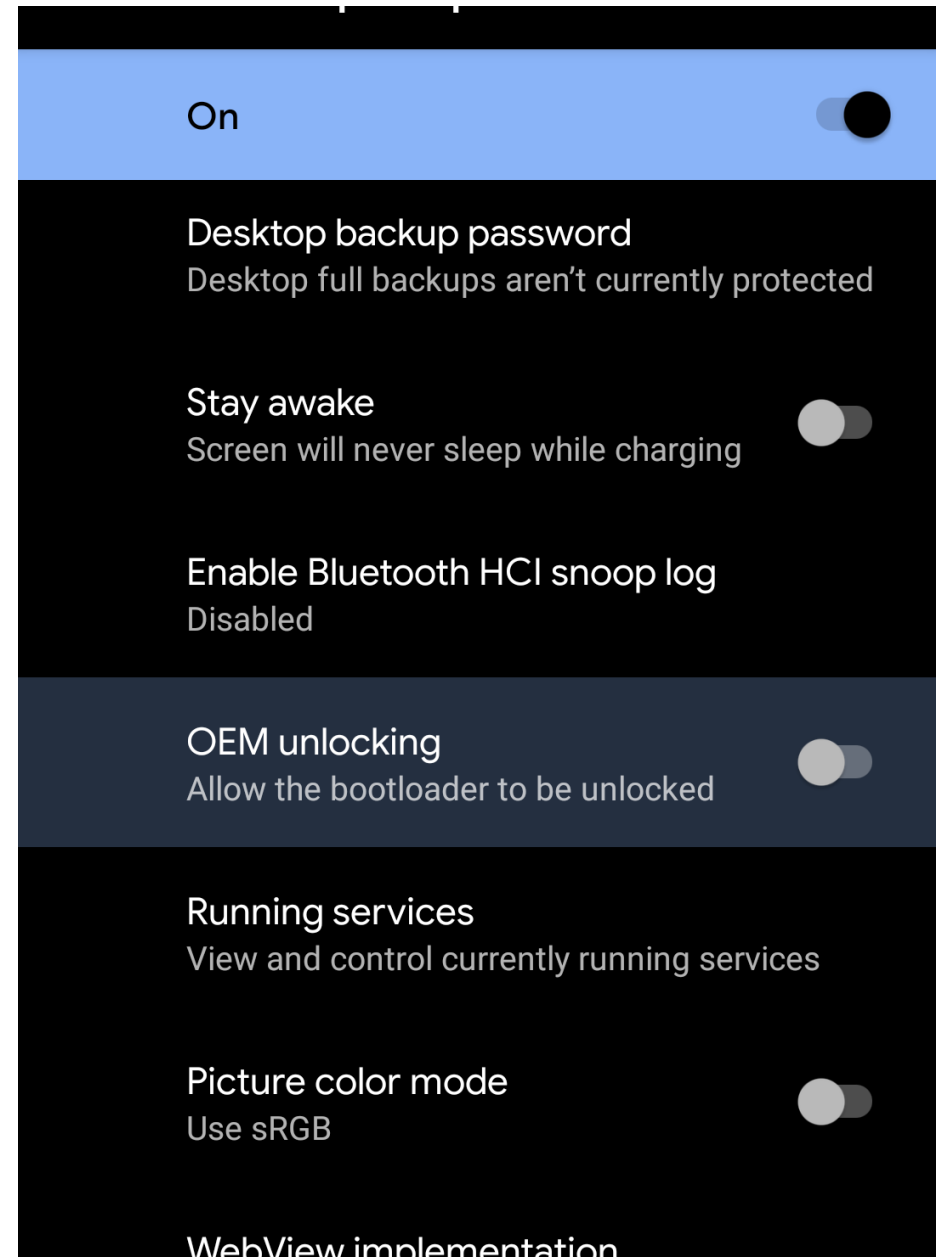 On
Desktop backup password
Desktop full backups aren’t currently protected
Stay awake
Screen will never sleep while charging
Enable Bluetooth HCI snoop log
Disabled
OEM unlocking
Allow the bootloader to be unlocked
Running services
View and control currently running services
Picture color mode
Use sRGB
WebView implementation